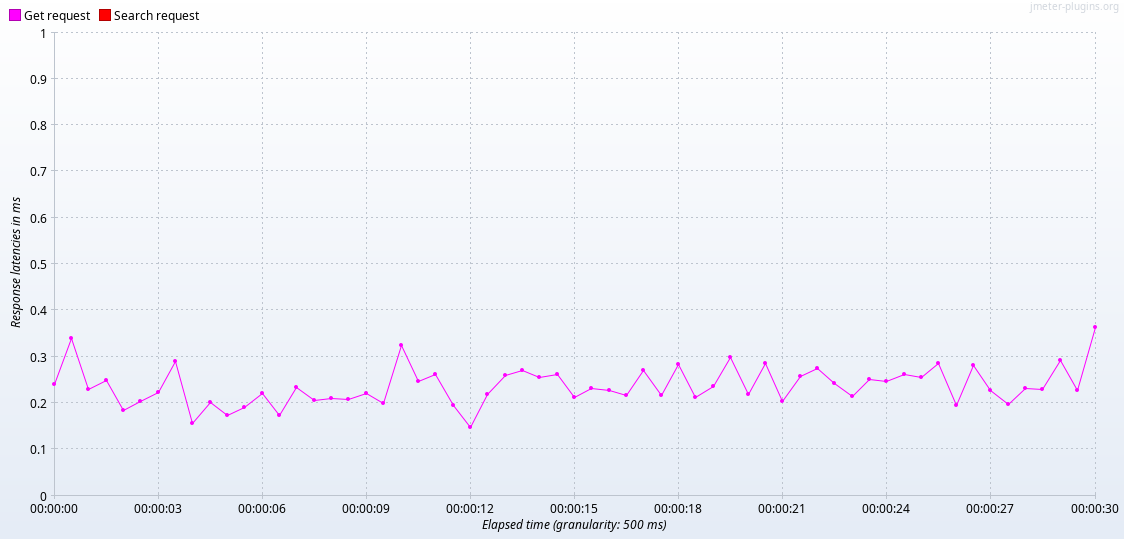 jmeter-plugins.org
Get request Search request
1
0.9
0.8
0.7
0.6
0.5
0.4
0.3
0.2
0.1
0
Response latencies in ms
00:00:00 00:00:03 00:00:06 00:00:09 00:00:12 00:00:15 00:00:18 00:00:21 00:00:24 00:00:27 00:00:30
Elapsed time (granularity: 500 ms)